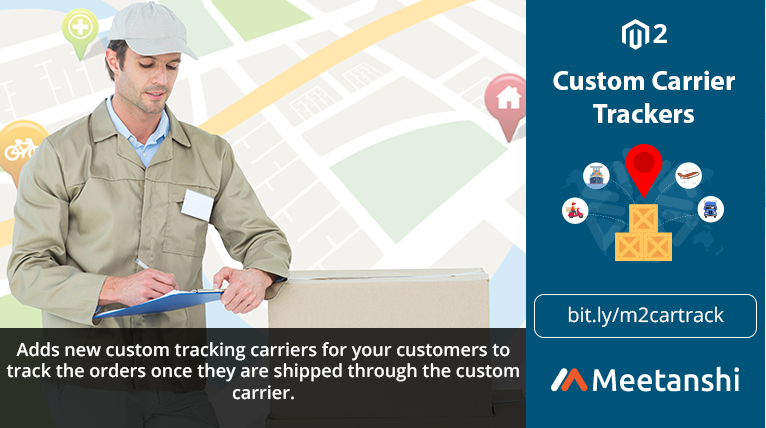 2
Custom Carrier
Trackers
bit.ly/m2cartrack
Meetanshi
Adds new custom tracking carriers for your customers to
track the orders once they are shipped through the custom
carrier.